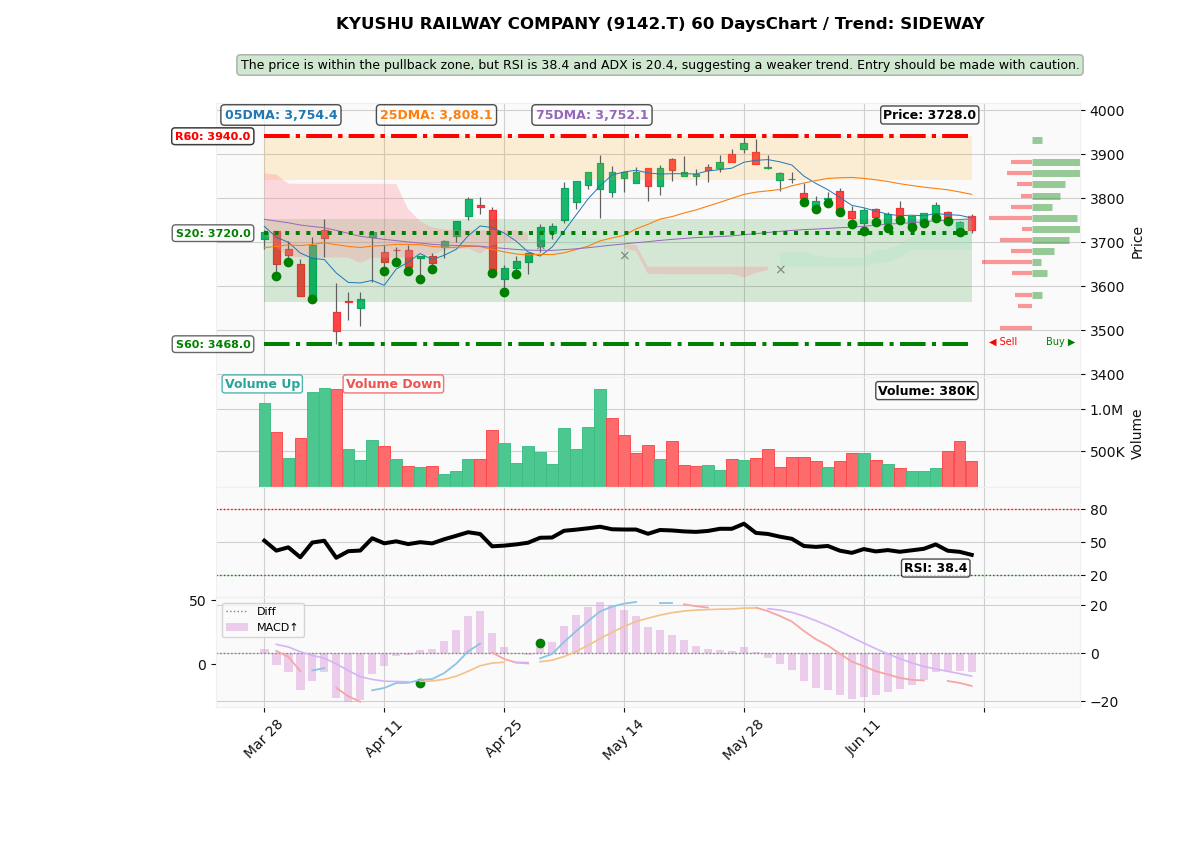 KYUSHU RAILWAY COMPANY (9142.T) 60 DaysChart / Trend: SIDEWAY
The price is within the pullback zone, but RSI is 38.4 and ADX is 20.4, suggesting a weaker trend. Entry should be made with caution.
05DMA: 3,754.4
25DMA: 3,808.1
75DMA: 3,752.1
Price: 3728.0
R60: 3940.0
S20: 3720.0
S60: 3468.0
4000
3900
3800
3700
3600
3500
3400
Price
◀ Sell
Buy ▶
Volume Up
Volume Down
Volume: 380K
1.0M
500K
Volume
80
50
20
RSI: 38.4
50
0
Diff
MACD↑
20
0
−20
Mar 28
Apr 11
Apr 25
May 14
May 28
Jun 11